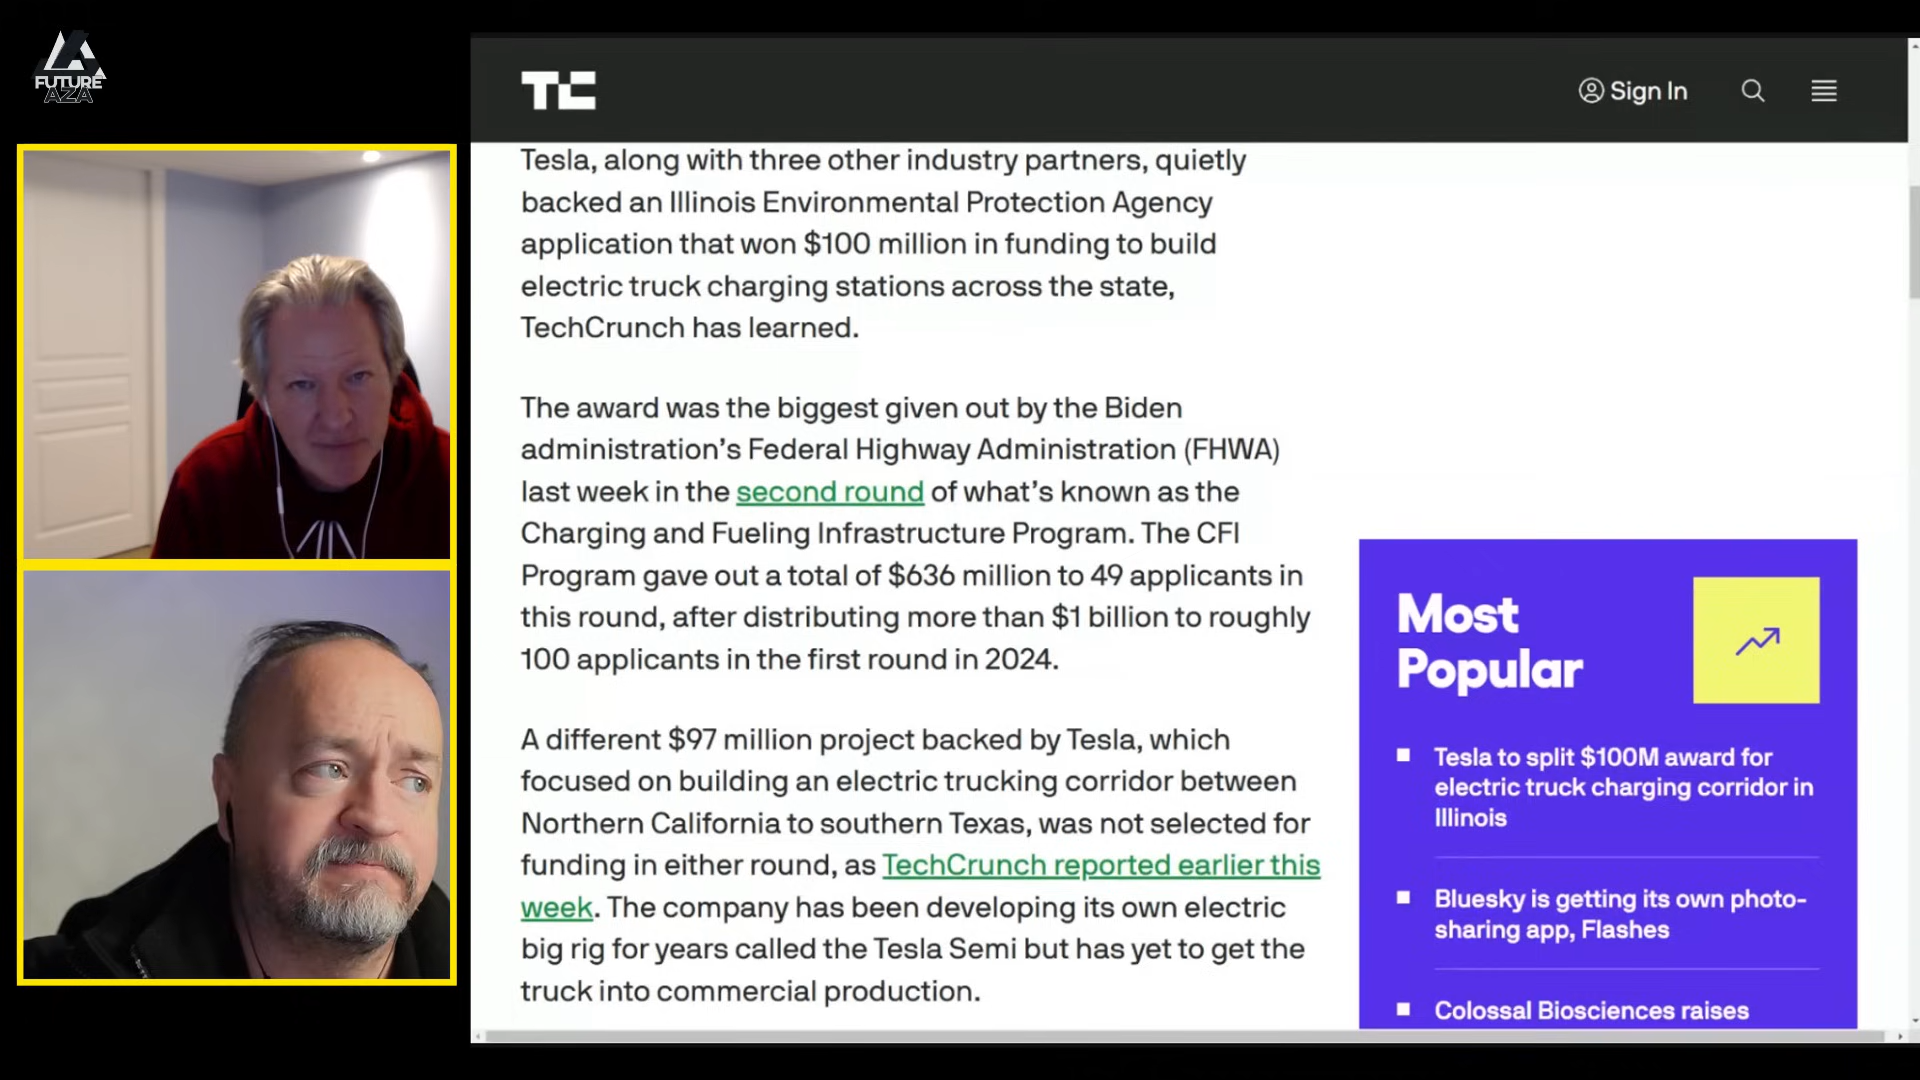 FUTURE
AZA
TC
Sign In
Tesla, along with three other industry partners, quietly
backed an Illinois Environmental Protection Agency
application that won $100 million in funding to build
electric truck charging stations across the state,
TechCrunch has learned.
The award was the biggest given out by the Biden
administration’s Federal Highway Administration (FHWA)
last week in the second round of what’s known as the
Charging and Fueling Infrastructure Program. The CFI
Program gave out a total of $636 million to 49 applicants in
this round, after distributing more than $1 billion to roughly
100 applicants in the first round in 2024.
A different $97 million project backed by Tesla, which
focused on building an electric trucking corridor between
Northern California to southern Texas, was not selected for
funding in either round, as TechCrunch reported earlier this
week. The company has been developing its own electric
big rig for years called the Tesla Semi but has yet to get the
truck into commercial production.
Most
Popular
Tesla to split $100M award for
electric truck charging corridor in
Illinois
Bluesky is getting its own photo-
sharing app, Flashes
Colossal Biosciences raises